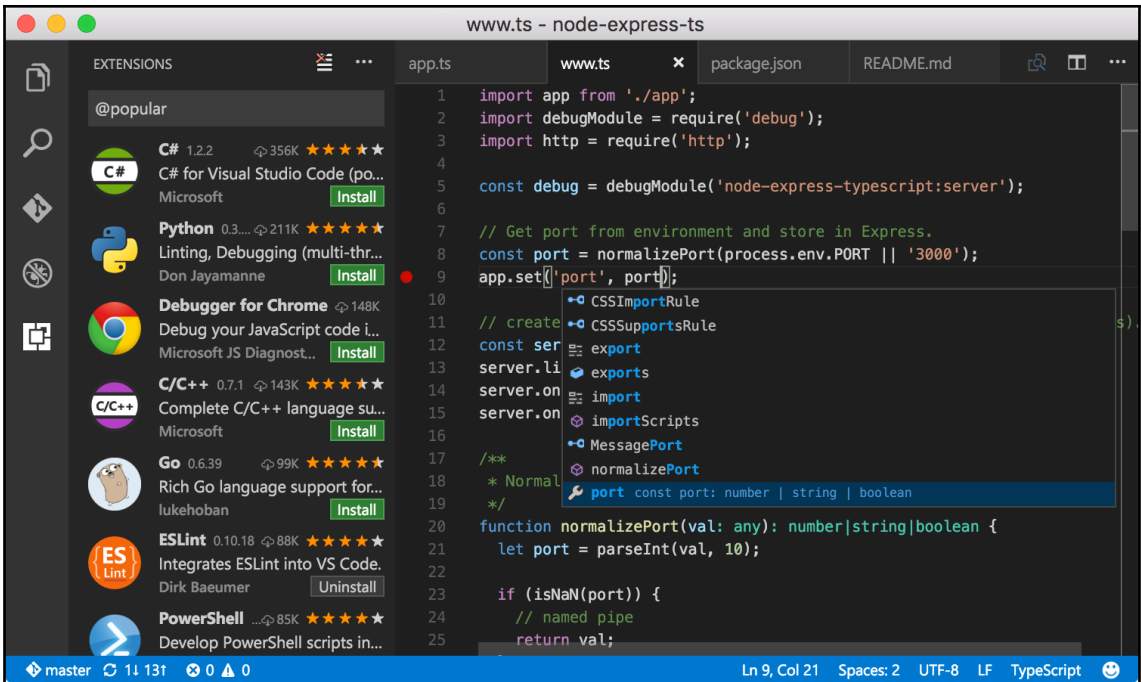 www.ts - node-express-ts
EXTENSIONS
@popular
C# 1.2.2 356K
C# for Visual Studio Code (po...
Microsoft Install
C#
Python 0.3.... 211K
Linting, Debugging (multi-thr...
Don Jayamanne Install
Debugger for Chrome 148K
Debug your JavaScript code i...
Microsoft JS Diagnost... Install
C/C++ 0.7.1 143K
C/C++
Complete C/C++ language su...
Microsoft Install
Go 0.6.39 99K
Rich Go language support for...
lukehoban Install
ESLint 0.10.18 88K
ES
Lint
Integrates ESLint into VS Code.
Dirk Baeumer Uninstall
PowerShell ... 85K
Develop PowerShell scripts in...
app.ts www.ts package.json README.md
1 import app from './app';
2 import debugModule = require('debug');
3 import http = require('http');
4
5 const debug = debugModule('node-express-typescript:server');
6
7 // Get port from environment and store in Express.
8 const port = normalizePort(process.env.PORT || '3000');
9 app.set('port', port);
10
11 // create s).
12 const ser
13 server.li
14 server.on
15 server.on
16
17 /**
18 * Normal
19 */
20 function normalizePort(val: any): number|string|boolean {
21 let port = parseInt(val, 10);
22
23 if (isNaN(port)) {
24 // named pipe
25 return val;
CSSImportRule
CSSSupportsRule
export
exports
import
importScripts
MessagePort
normalizePort
port const port: number | string | boolean
master 1↓ 13↑ 0 0 Ln 9, Col 21 Spaces: 2 UTF-8 LF TypeScript